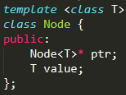 template <class T>
class Node {
public:
    Node<T>* ptr;
    T value;
};